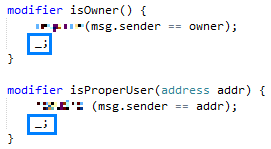 modifier isOwner() {
(msg.sender == owner);
_;
}
modifier isProperUser(address addr) {
(msg.sender == addr);
_;
}